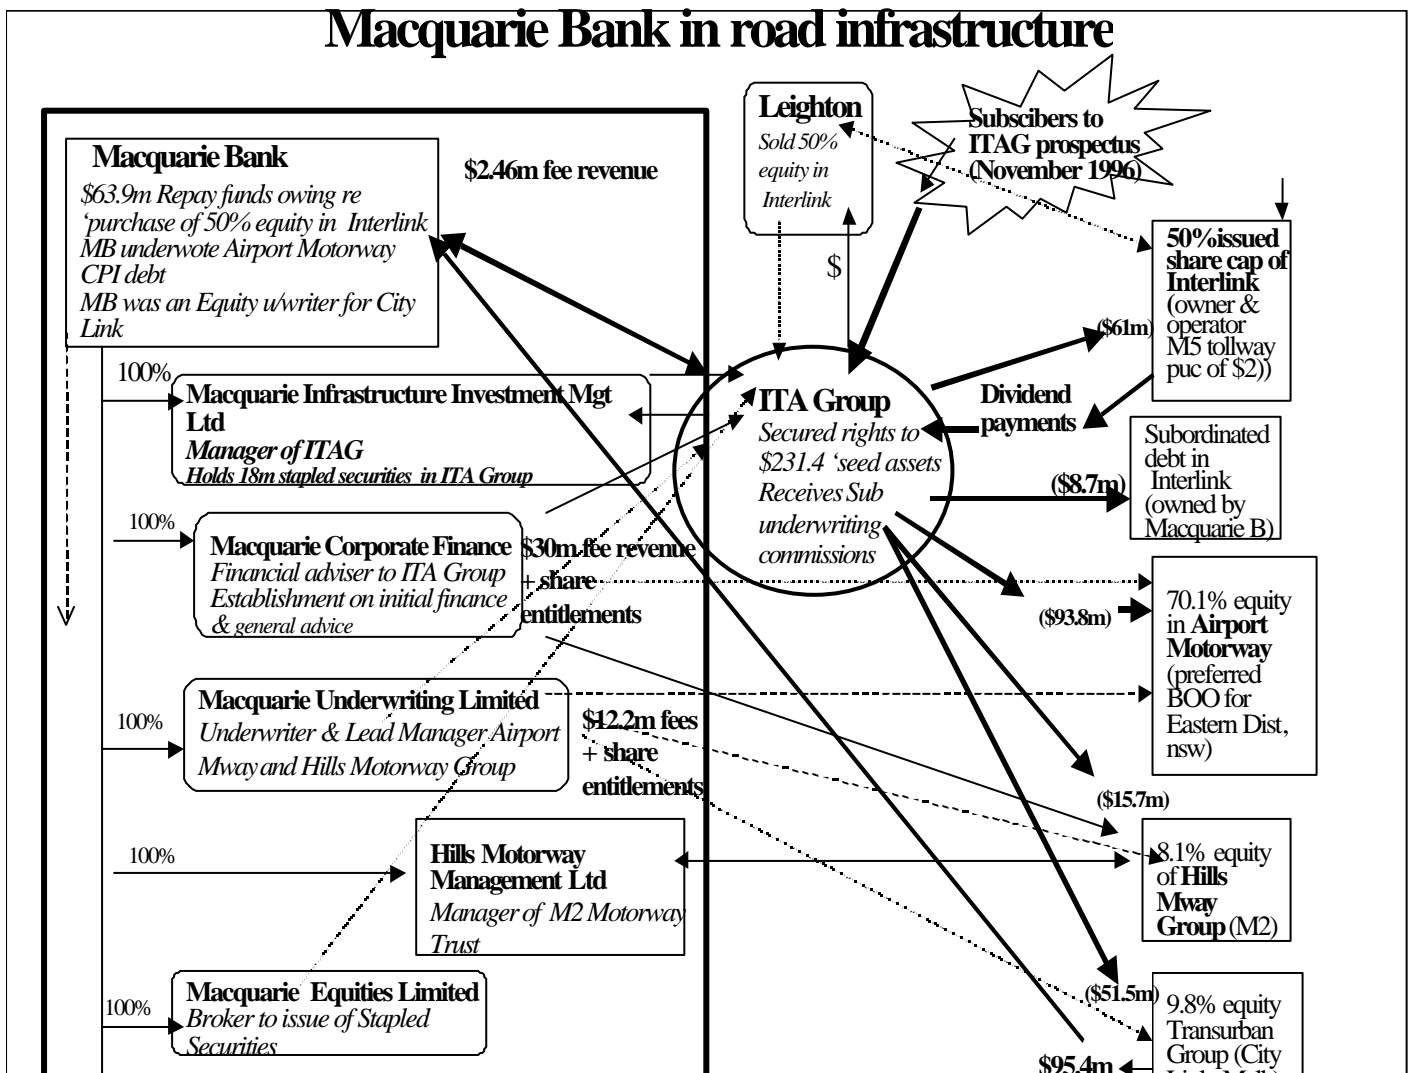 Macquarie Bank in road infrastructure
Macquarie Bank
$63.9m Repay funds owing re
‘purchase of 50% equity in Interlink
MB underwote Airport Motorway
CPI debt
MB was an Equity u/writer for City
Link
$2.46m fee revenue
Leighton
Sold 50%
equity in
Interlink
$
Subscibers to
ITAG prospectus
(November 1996)
50%issued
share cap of
Interlink
(owner &
operator
M5 tollway
puc of $2))
($61m)
Dividend
payments
100%
Macquarie Infrastructure Investment Mgt
Ltd
Manager of ITAG
Holds 18m stapled securities in ITA Group
ITA Group
Secured rights to
$231.4 ‘seed assets
Receives Sub
underwriting
commissions
Subordinated
debt in
Interlink
(owned by
Macquarie B)
($8.7m)
100%
Macquarie Corporate Finance
Financial adviser to ITA Group
Establishment on initial finance
& general advice
$30m fee revenue
+ share
entitlements
($93.8m)
70.1% equity
in Airport
Motorway
(preferred
BOO for
Eastern Dist,
nsw)
100%
Macquarie Underwriting Limited
Underwriter & Lead Manager Airport
Mway and Hills Motorway Group
$12.2m fees
+ share
entitlements
($15.7m)
100%
Hills Motorway
Management Ltd
Manager of M2 Motorway
Trust
8.1% equity
of Hills
Mway
Group (M2)
100%
Macquarie Equities Limited
Broker to issue of Stapled
Securities
($51.5m)
9.8% equity
Transurban
Group (City
$95.4m